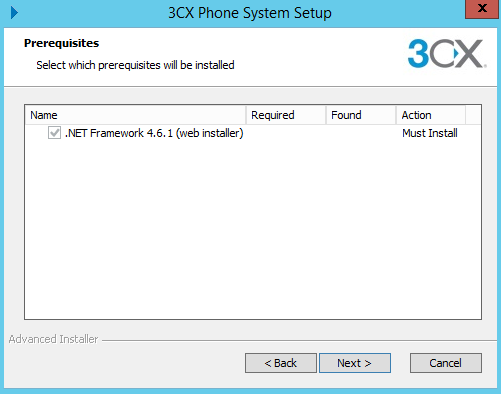 3CX Phone System Setup
x
Prerequisites
Select which prerequisites will be installed
3CX
Name Required Found Action
.NET Framework 4.6.1 (web installer) Must Install
Advanced Installer
< Back Next > Cancel